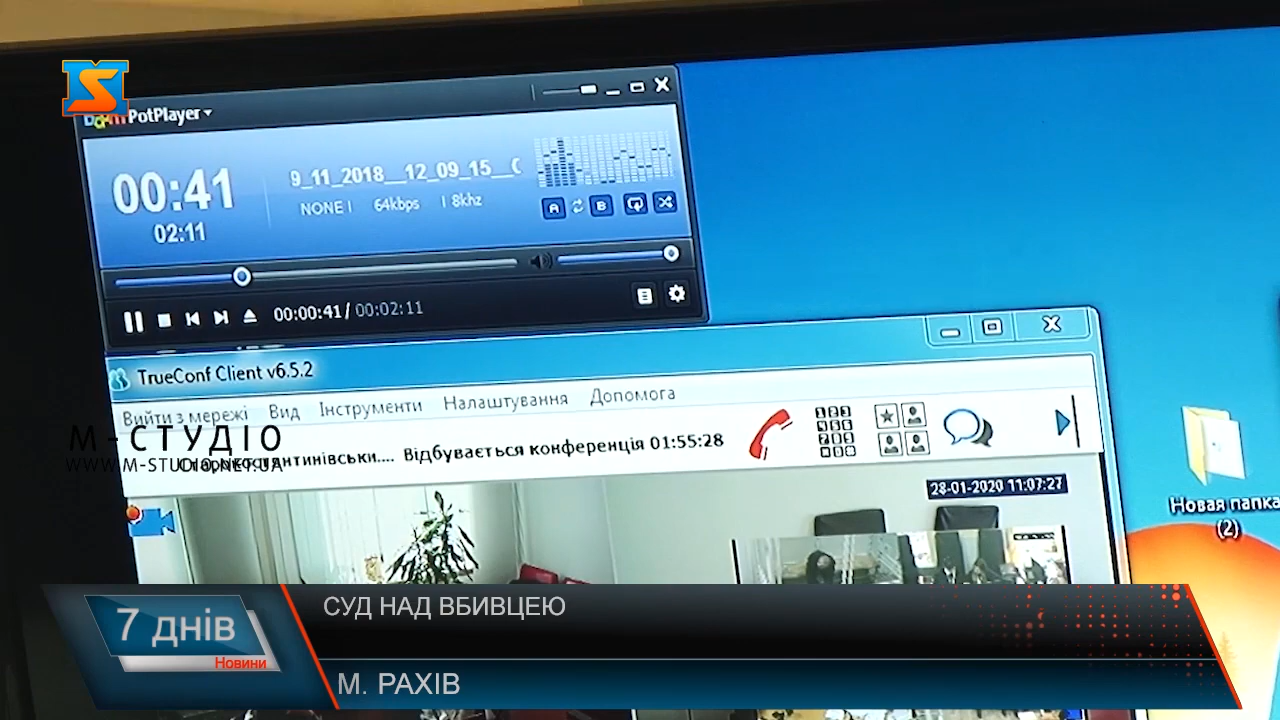 PotPlayer
00:41
02:11
9_11_2018__12_09_15__
NONE 64kbps 8khz
A B
00:00:41 / 00:02:11
TrueConf Client v6.5.2
Вийти з мережі Вид Інструменти Налаштування Допомога
М-СТУДІО
WWW.M-STUDIO.NET.UA
Старокостянтинівськи.... Відбувається конференція 01:55:28
28-01-2020 11:07:27
Новая папка
(2)
7 днів
Новини
СУД НАД ВБИВЦЕЮ
М. РАХІВ